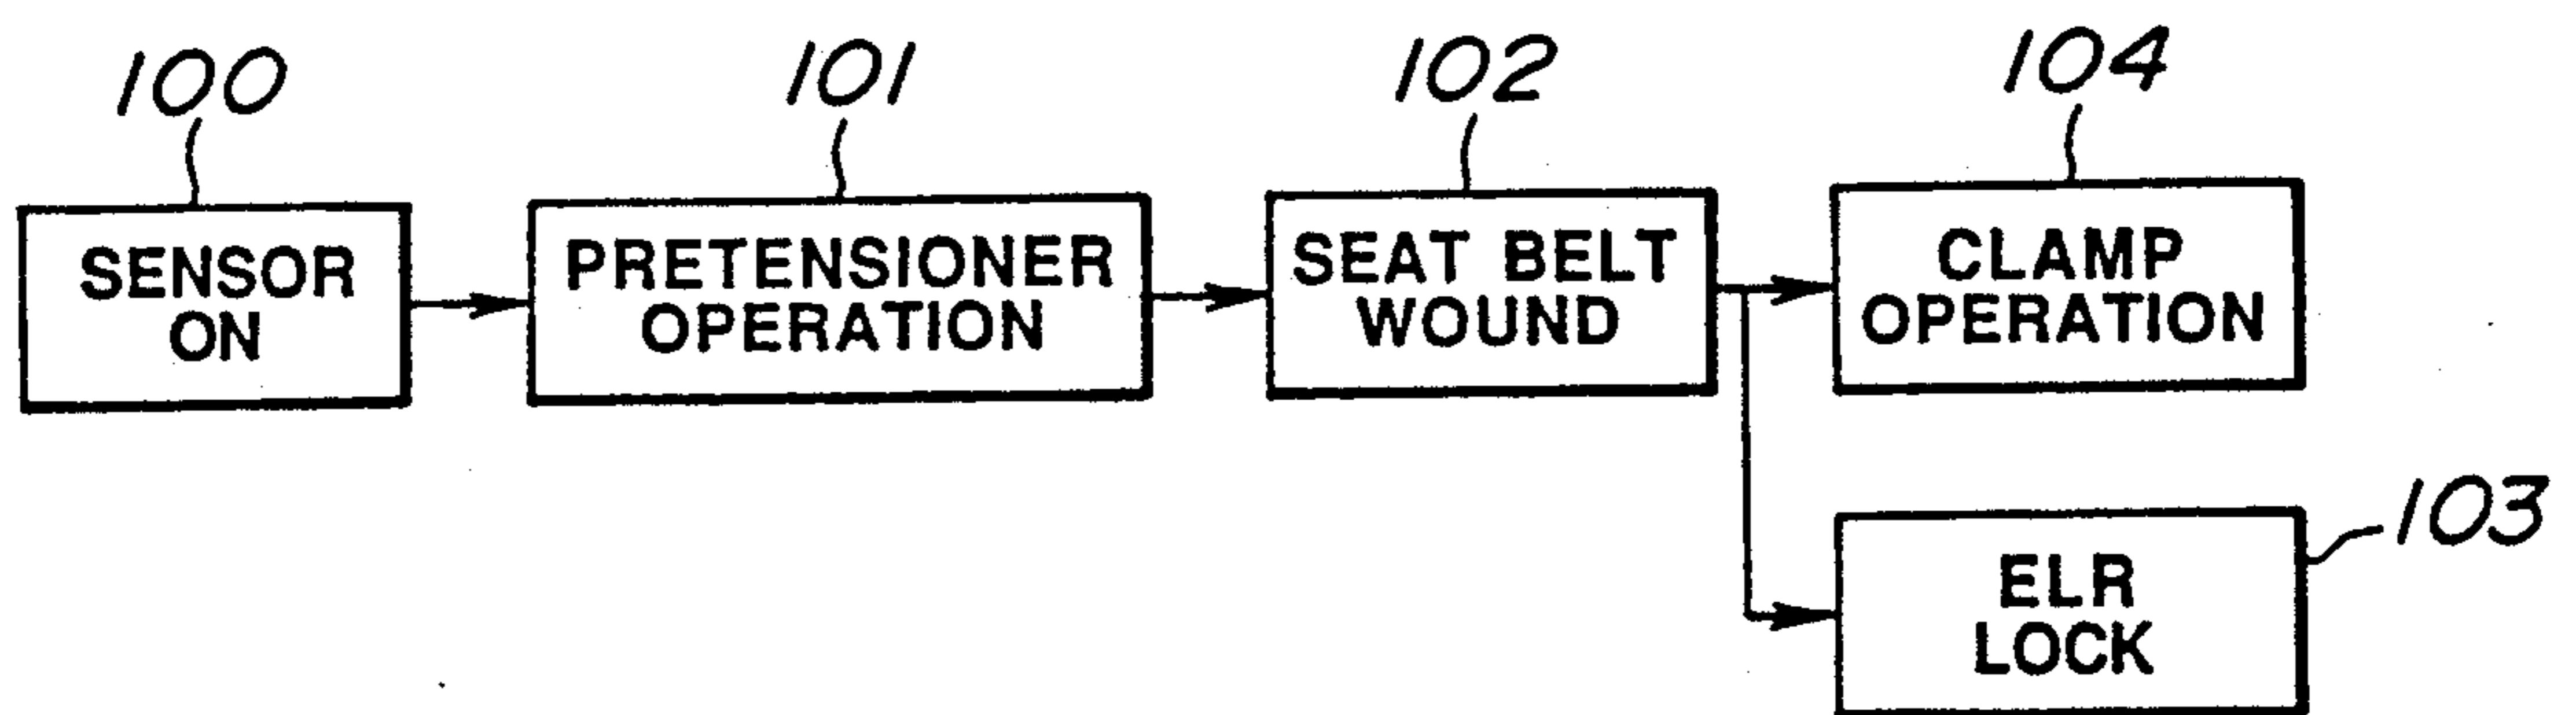 100
101
102
104
SENSOR
ON
PRETENSIONER
OPERATION
SEAT BELT
WOUND
CLAMP
OPERATION
103
ELR
LOCK